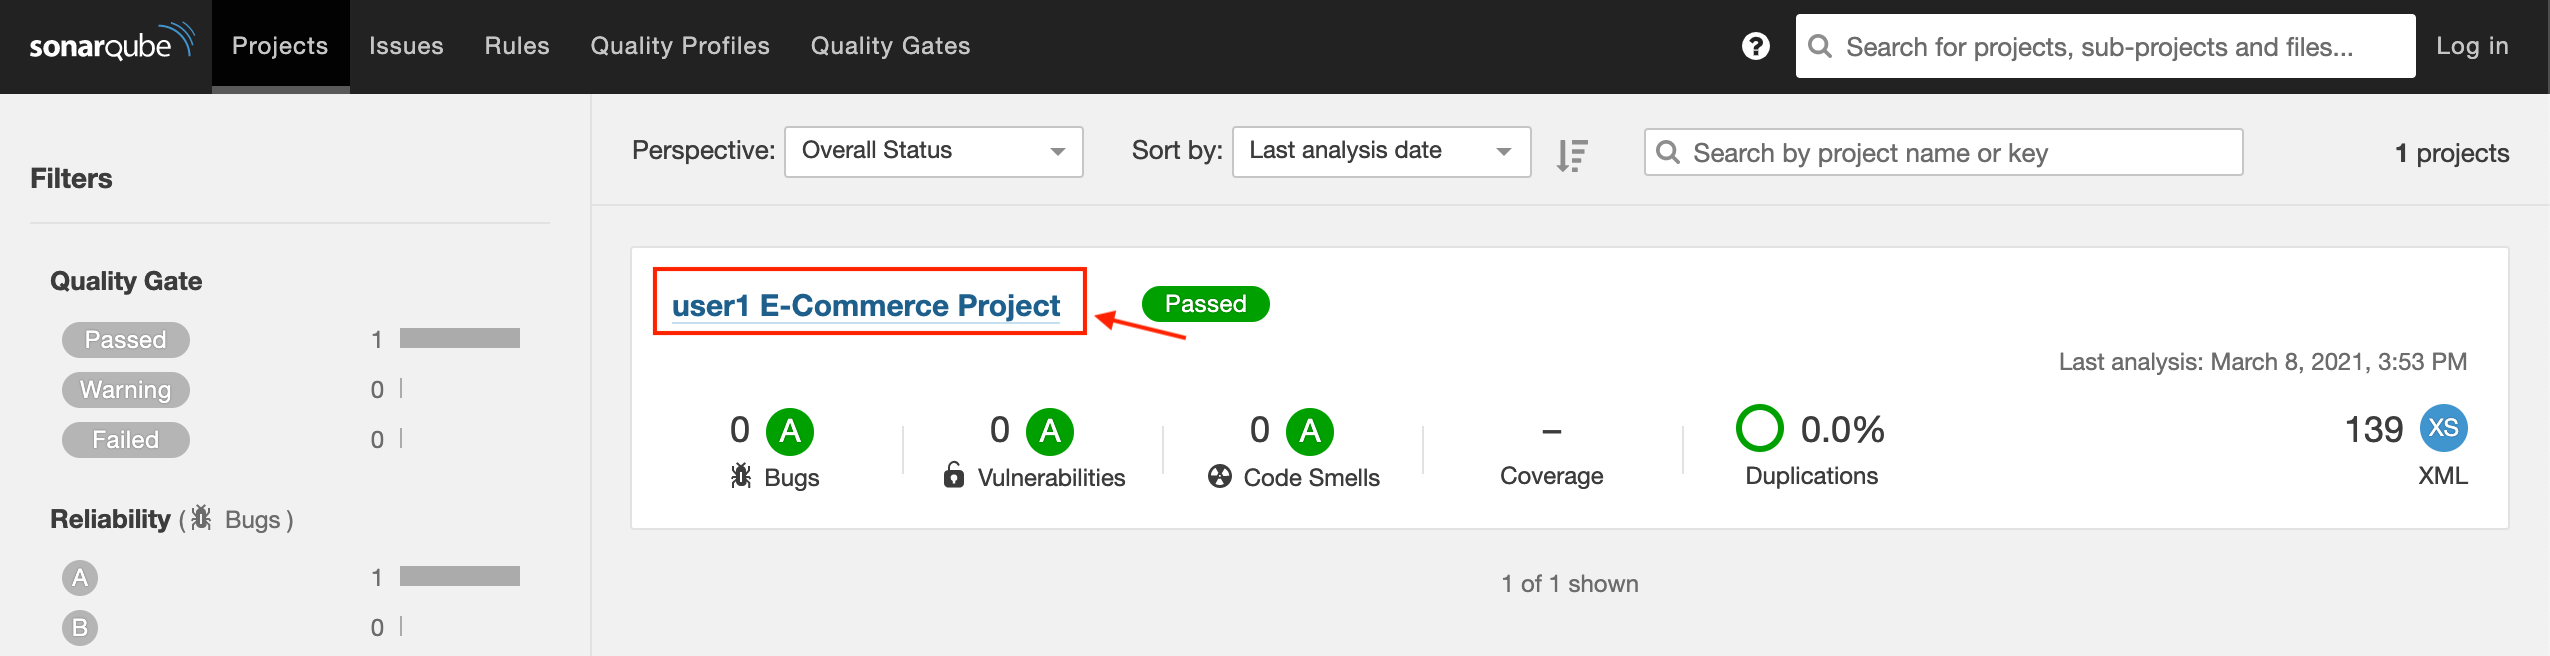 sonarqube Projects Issues Rules Quality Profiles Quality Gates ? Search for projects, sub-projects and files... Log in
Perspective: Overall Status Sort by: Last analysis date Search by project name or key 1 projects
Filters
Quality Gate
Passed 1
Warning 0
Failed 0
Reliability ( Bugs )
A 1
B 0
user1 E-Commerce Project Passed
Last analysis: March 8, 2021, 3:53 PM
0 A 0 A 0 A – 0.0% 139 XS
Bugs Vulnerabilities Code Smells Coverage Duplications XML
1 of 1 shown